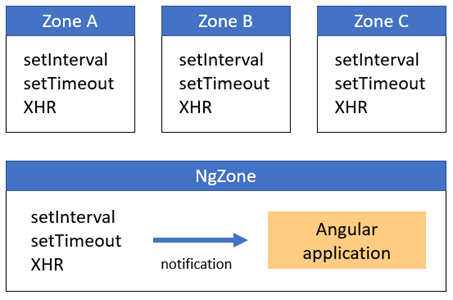 Zone A
setInterval
setTimeout
XHR
Zone B
setInterval
setTimeout
XHR
Zone C
setInterval
setTimeout
XHR
NgZone
setInterval
setTimeout
XHR
notification
Angular
application